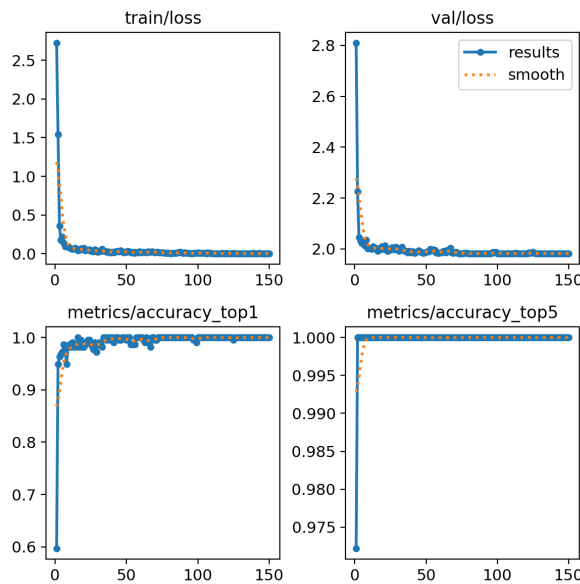 train/loss
val/loss
2.5
2.0
1.5
1.0
0.5
0.0
0 50 100 150
2.8
2.6
2.4
2.2
2.0
0 50 100 150
results
smooth
metrics/accuracy_top1
metrics/accuracy_top5
1.0
0.9
0.8
0.7
0.6
0 50 100 150
1.000
0.995
0.990
0.985
0.980
0.975
0 50 100 150